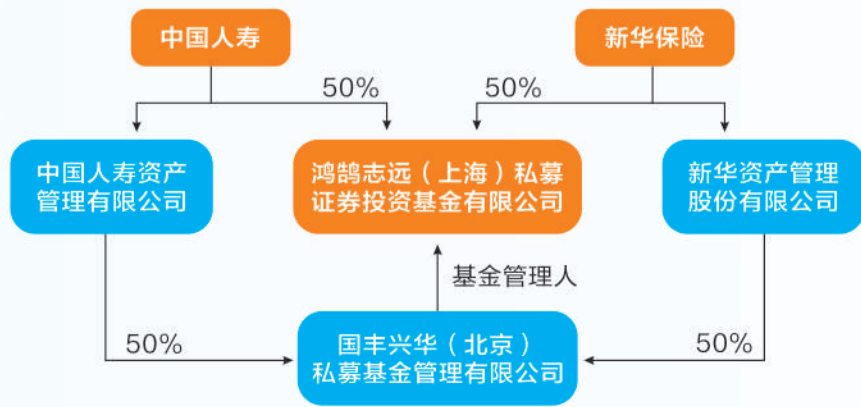 中国人寿
新华保险
50%
50%
中国人寿资产
管理有限公司
鸿鹄志远（上海）私募
证券投资基金有限公司
新华资产管理
股份有限公司
基金管理人
50%
国丰兴华（北京）
私募基金管理有限公司
50%